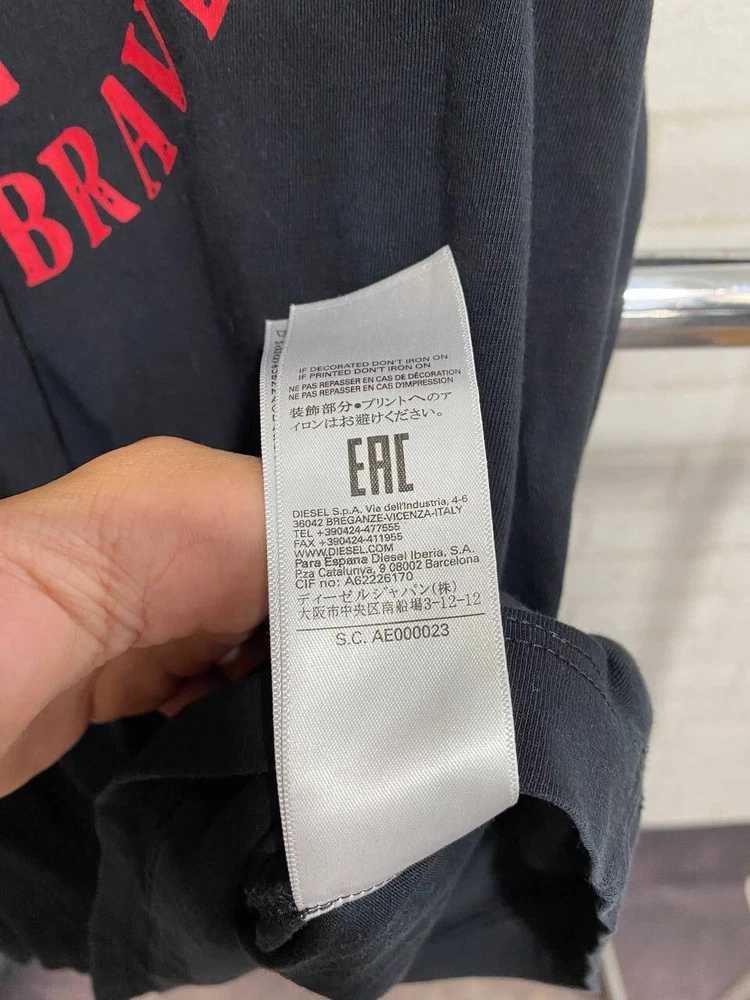 BRAVE
IF DECORATED DON'T IRON ON
IF PRINTED DON'T IRON ON
NE PAS REPASSER EN CAS DE DÉCORATION
NE PAS REPASSER EN CAS D'IMPRESSION
装飾部分●プリントへのア
イロンはお避けください。
EAC
DIESEL S.p.A. Via dell'Industria, 4-6
36042 BREGANZE-VICENZA-ITALY
TEL +390424-477555
FAX +390424-411955
WWW.DIESEL.COM
Para Espana Diesel Iberia, S.A.
Pza Catalunya, 9 08002 Barcelona
CIF no: A62226170
ディーゼルジャパン(株)
大阪市中央区南船場3-12-12
S.C. AE000023